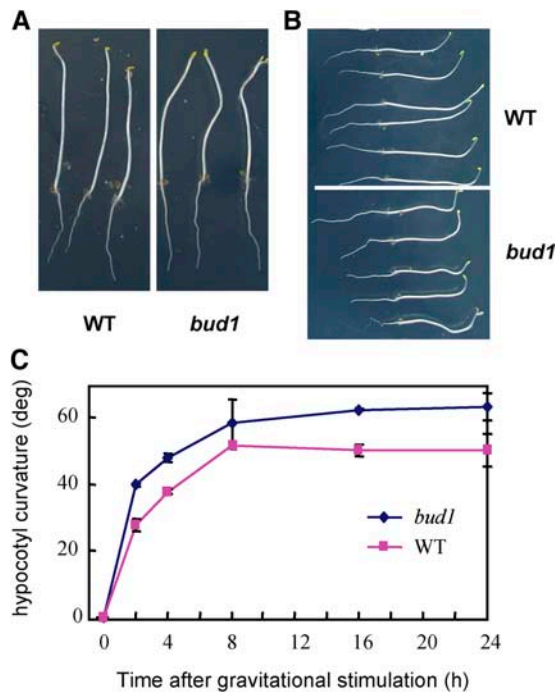 A
B
WT
bud1
WT
bud1
C
hypocotyl curvature (deg)
60
40
20
0
bud1
WT
0 4 8 12 16 20 24
Time after gravitational stimulation (h)